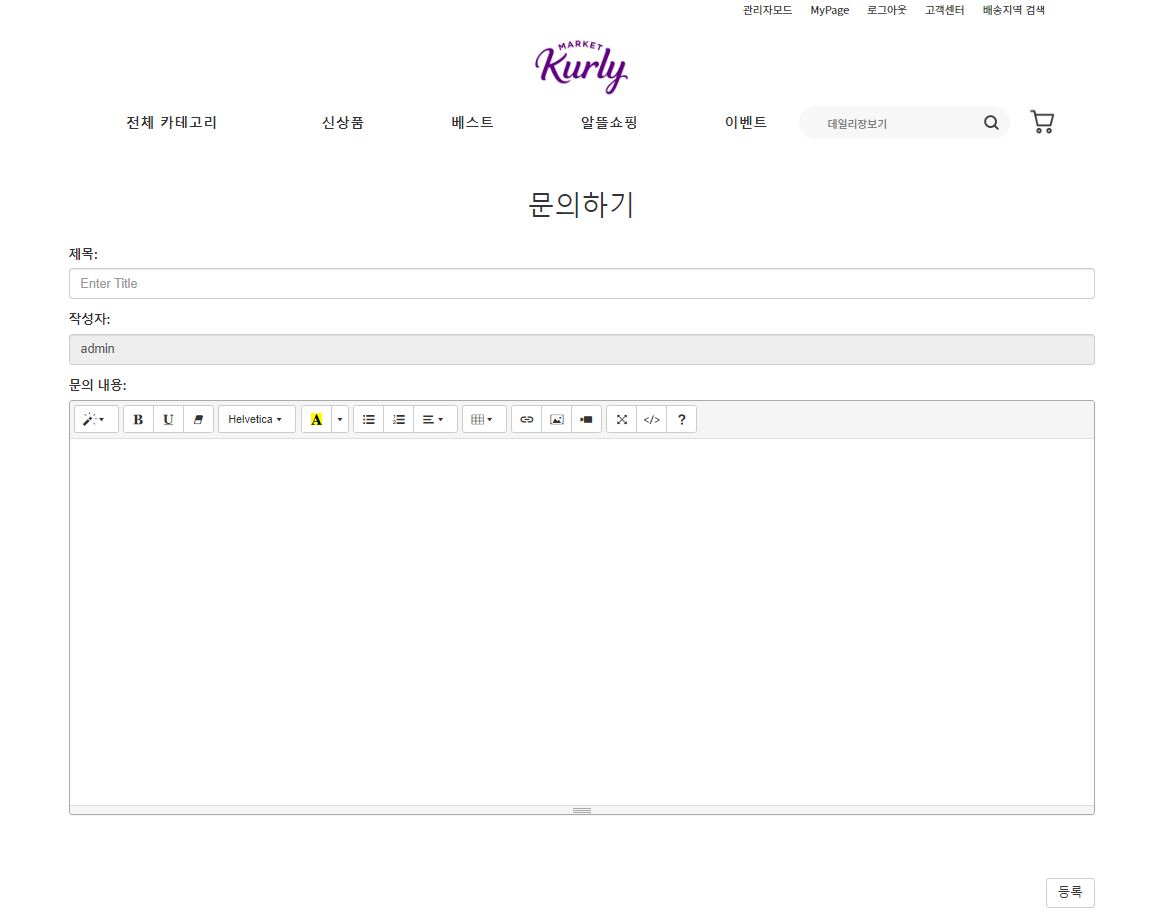 관리자모드 MyPage 로그아웃 고객센터 배송지역 검색
MARKET
Kurly
전체 카테고리 신상품 베스트 알뜰쇼핑 이벤트 데일리장보기
문의하기
제목:
Enter Title
작성자:
admin
문의 내용:
B U Helvetica A </> ?
등록